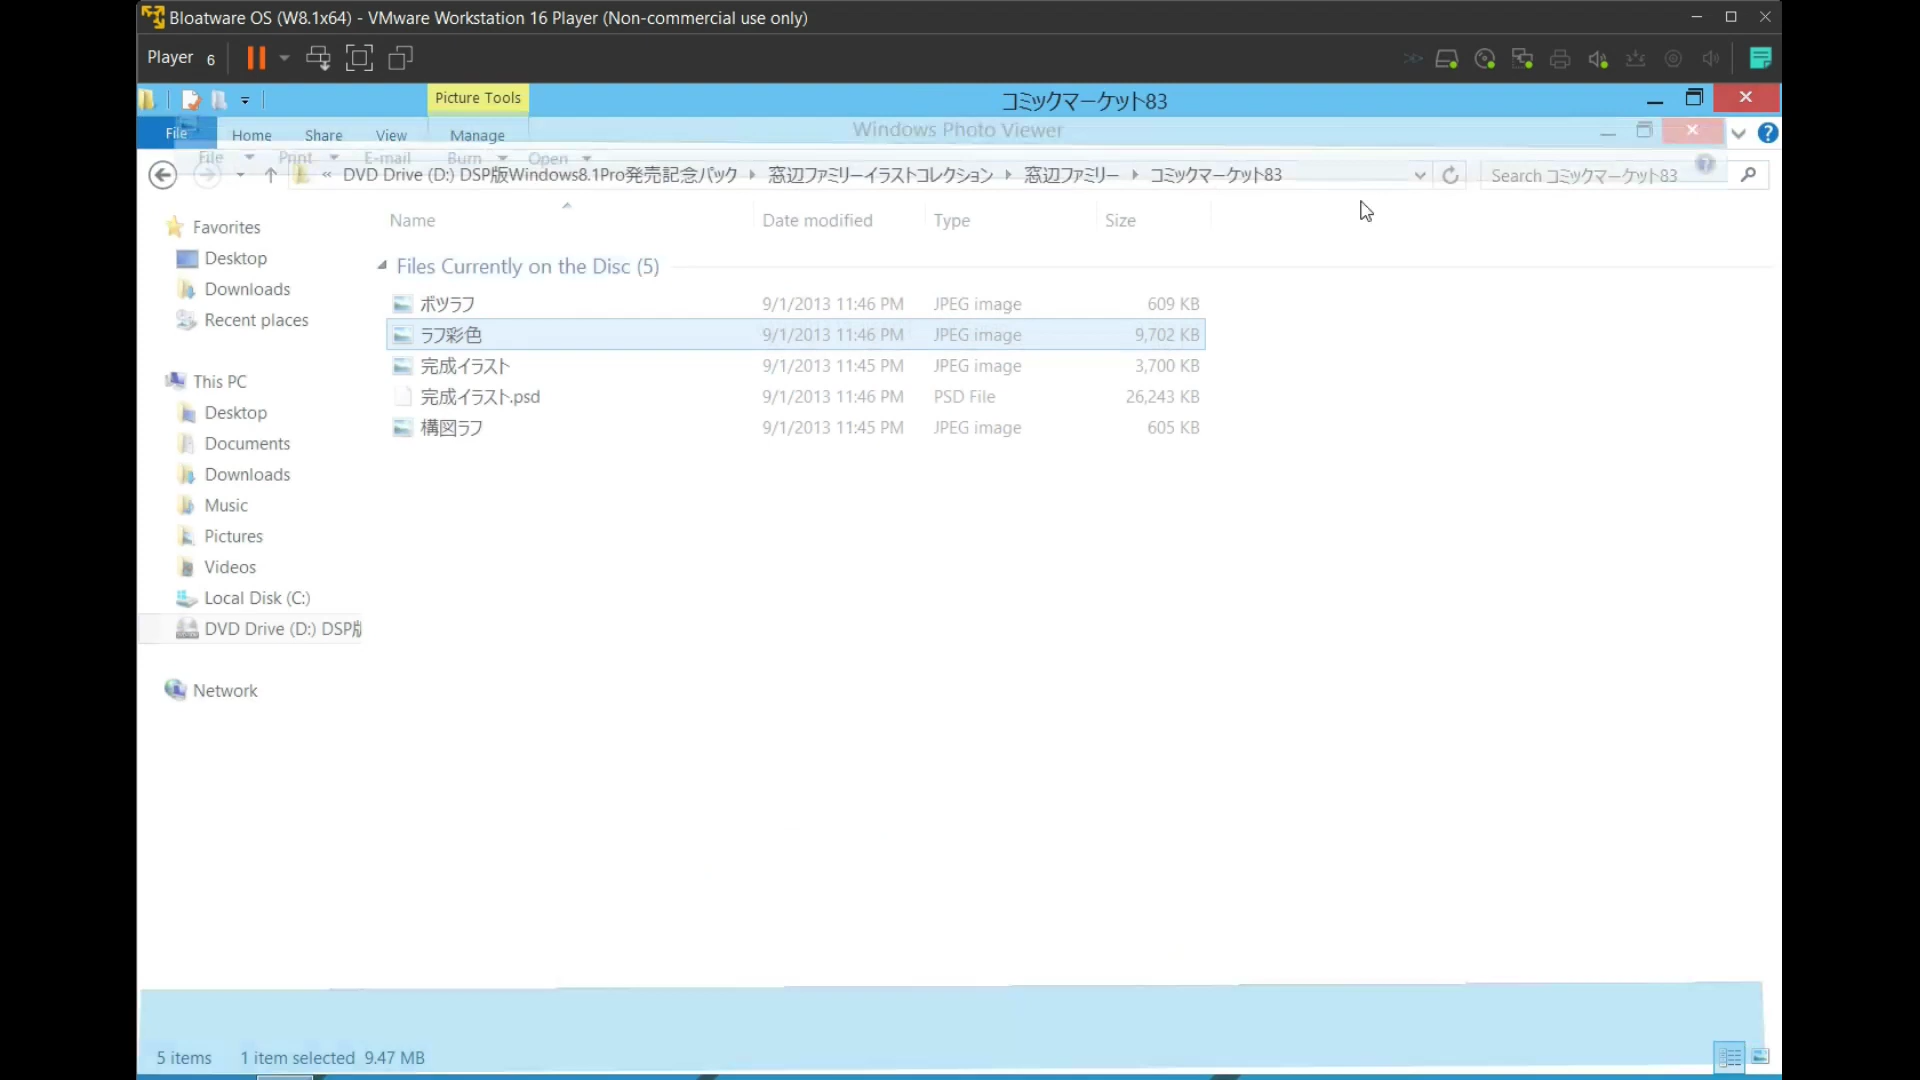 Bloatware OS (W8.1x64) - VMware Workstation 16 Player (Non-commercial use only)
Player 6
Picture Tools
コミックマーケット83
File Home Share View Manage
Windows Photo Viewer
File Print E-mail Burn Open
« DVD Drive (D:) DSP版Windows8.1Pro発売記念パック 窓辺ファミリーイラストコレクション 窓辺ファミリー コミックマーケット83
Search コミックマーケット83
Name Date modified Type Size
Files Currently on the Disc (5)
ボツラフ 9/1/2013 11:46 PM JPEG image 609 KB
ラフ彩色 9/1/2013 11:46 PM JPEG image 9,702 KB
完成イラスト 9/1/2013 11:45 PM JPEG image 3,700 KB
完成イラスト.psd 9/1/2013 11:46 PM PSD File 26,243 KB
構図ラフ 9/1/2013 11:45 PM JPEG image 605 KB
Favorites
Desktop
Downloads
Recent places
This PC
Desktop
Documents
Downloads
Music
Pictures
Videos
Local Disk (C:)
DVD Drive (D:) DSP版
Network
5 items 1 item selected 9.47 MB